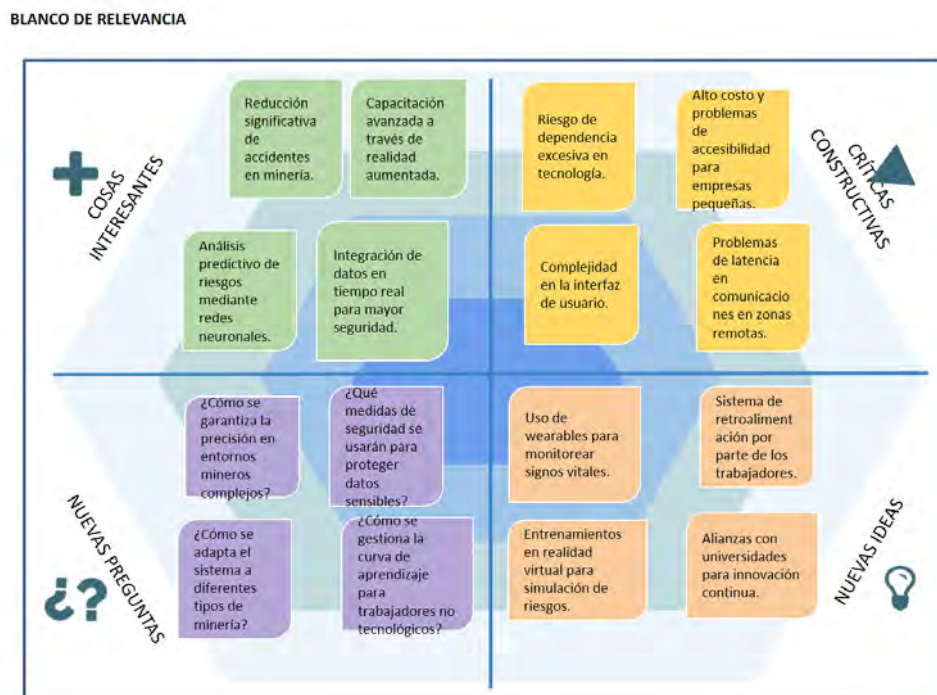 BLANCO DE RELEVANCIA
COSAS
INTERESANTES
Reducción
significativa
de
accidentes
en minería.
Capacitación
avanzada a
través de
realidad
aumentada.
Análisis
predictivo de
riesgos
mediante
redes
neuronales.
Integración de
datos en
tiempo real
para mayor
seguridad.
CRÍTICAS
CONSTRUCTIVAS
Riesgo de
dependencia
excesiva en
tecnología.
Alto costo y
problemas
de
accesibilidad
para
empresas
pequeñas.
Complejidad
en la interfaz
de usuario.
Problemas
de latencia
en
comunicacio
nes en zonas
remotas.
NUEVAS PREGUNTAS
¿?
¿Cómo se
garantiza la
precisión en
entornos
mineros
complejos?
¿Qué
medidas de
seguridad se
usarán para
proteger
datos
sensibles?
¿Cómo se
adapta el
sistema a
diferentes
tipos de
minería?
¿Cómo se
gestiona la
curva de
aprendizaje
para
trabajadores no
tecnológicos?
NUEVAS IDEAS
Uso de
wearables para
monitorear
signos vitales.
Sistema de
retroaliment
ación por
parte de los
trabajadores.
Entrenamientos
en realidad
virtual para
simulación de
riesgos.
Alianzas con
universidades
para innovación
continua.